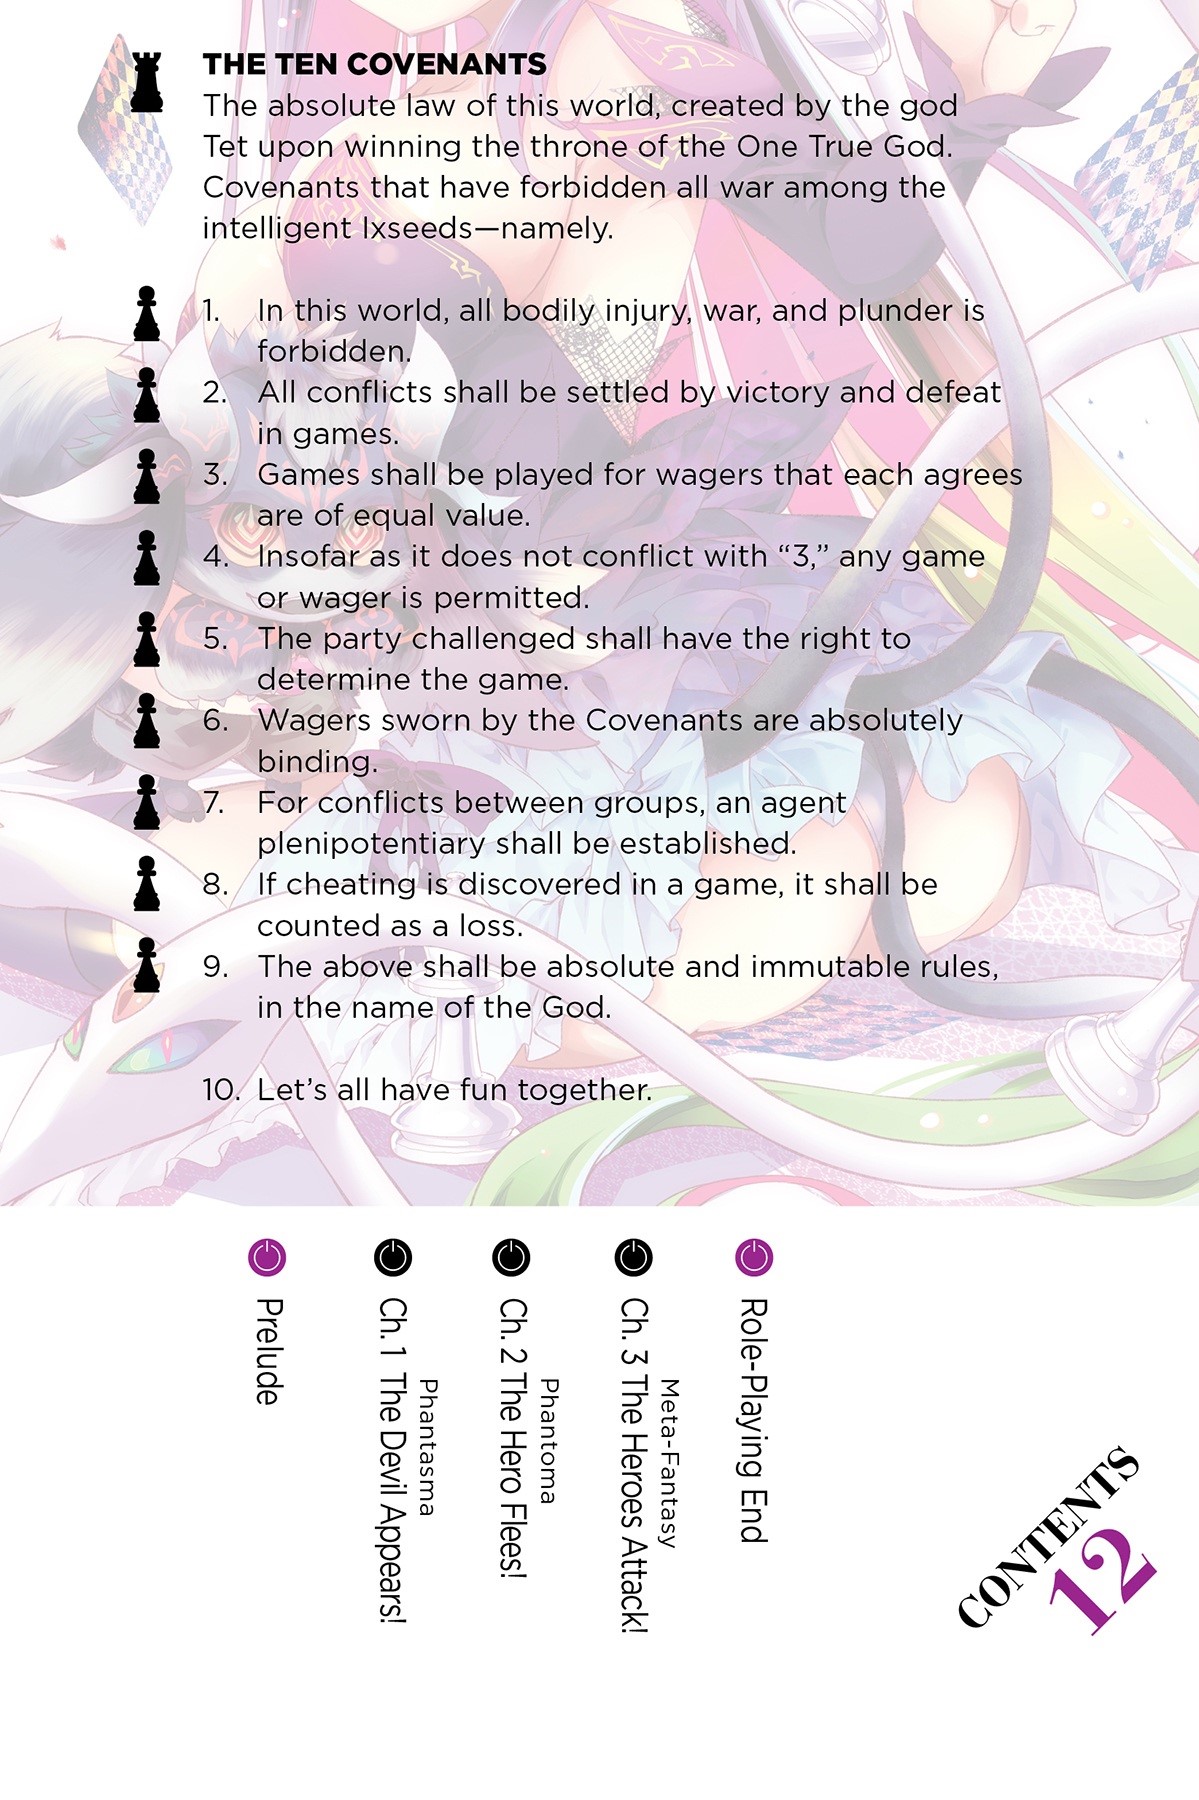 THE TEN COVENANTS
The absolute law of this world, created by the god
Tet upon winning the throne of the One True God.
Covenants that have forbidden all war among the
intelligent Ixseeds—namely.
1. In this world, all bodily injury, war, and plunder is
forbidden.
2. All conflicts shall be settled by victory and defeat
in games.
3. Games shall be played for wagers that each agrees
are of equal value.
4. Insofar as it does not conflict with “3,” any game
or wager is permitted.
5. The party challenged shall have the right to
determine the game.
6. Wagers sworn by the Covenants are absolutely
binding.
7. For conflicts between groups, an agent
plenipotentiary shall be established.
8. If cheating is discovered in a game, it shall be
counted as a loss.
9. The above shall be absolute and immutable rules,
in the name of the God.
10. Let’s all have fun together.
CONTENTS
12
Prelude
Phantasma
Ch. 1 The Devil Appears!
Phantoma
Ch. 2 The Hero Flees!
Meta-Fantasy
Ch. 3 The Heroes Attack!
Role-Playing End